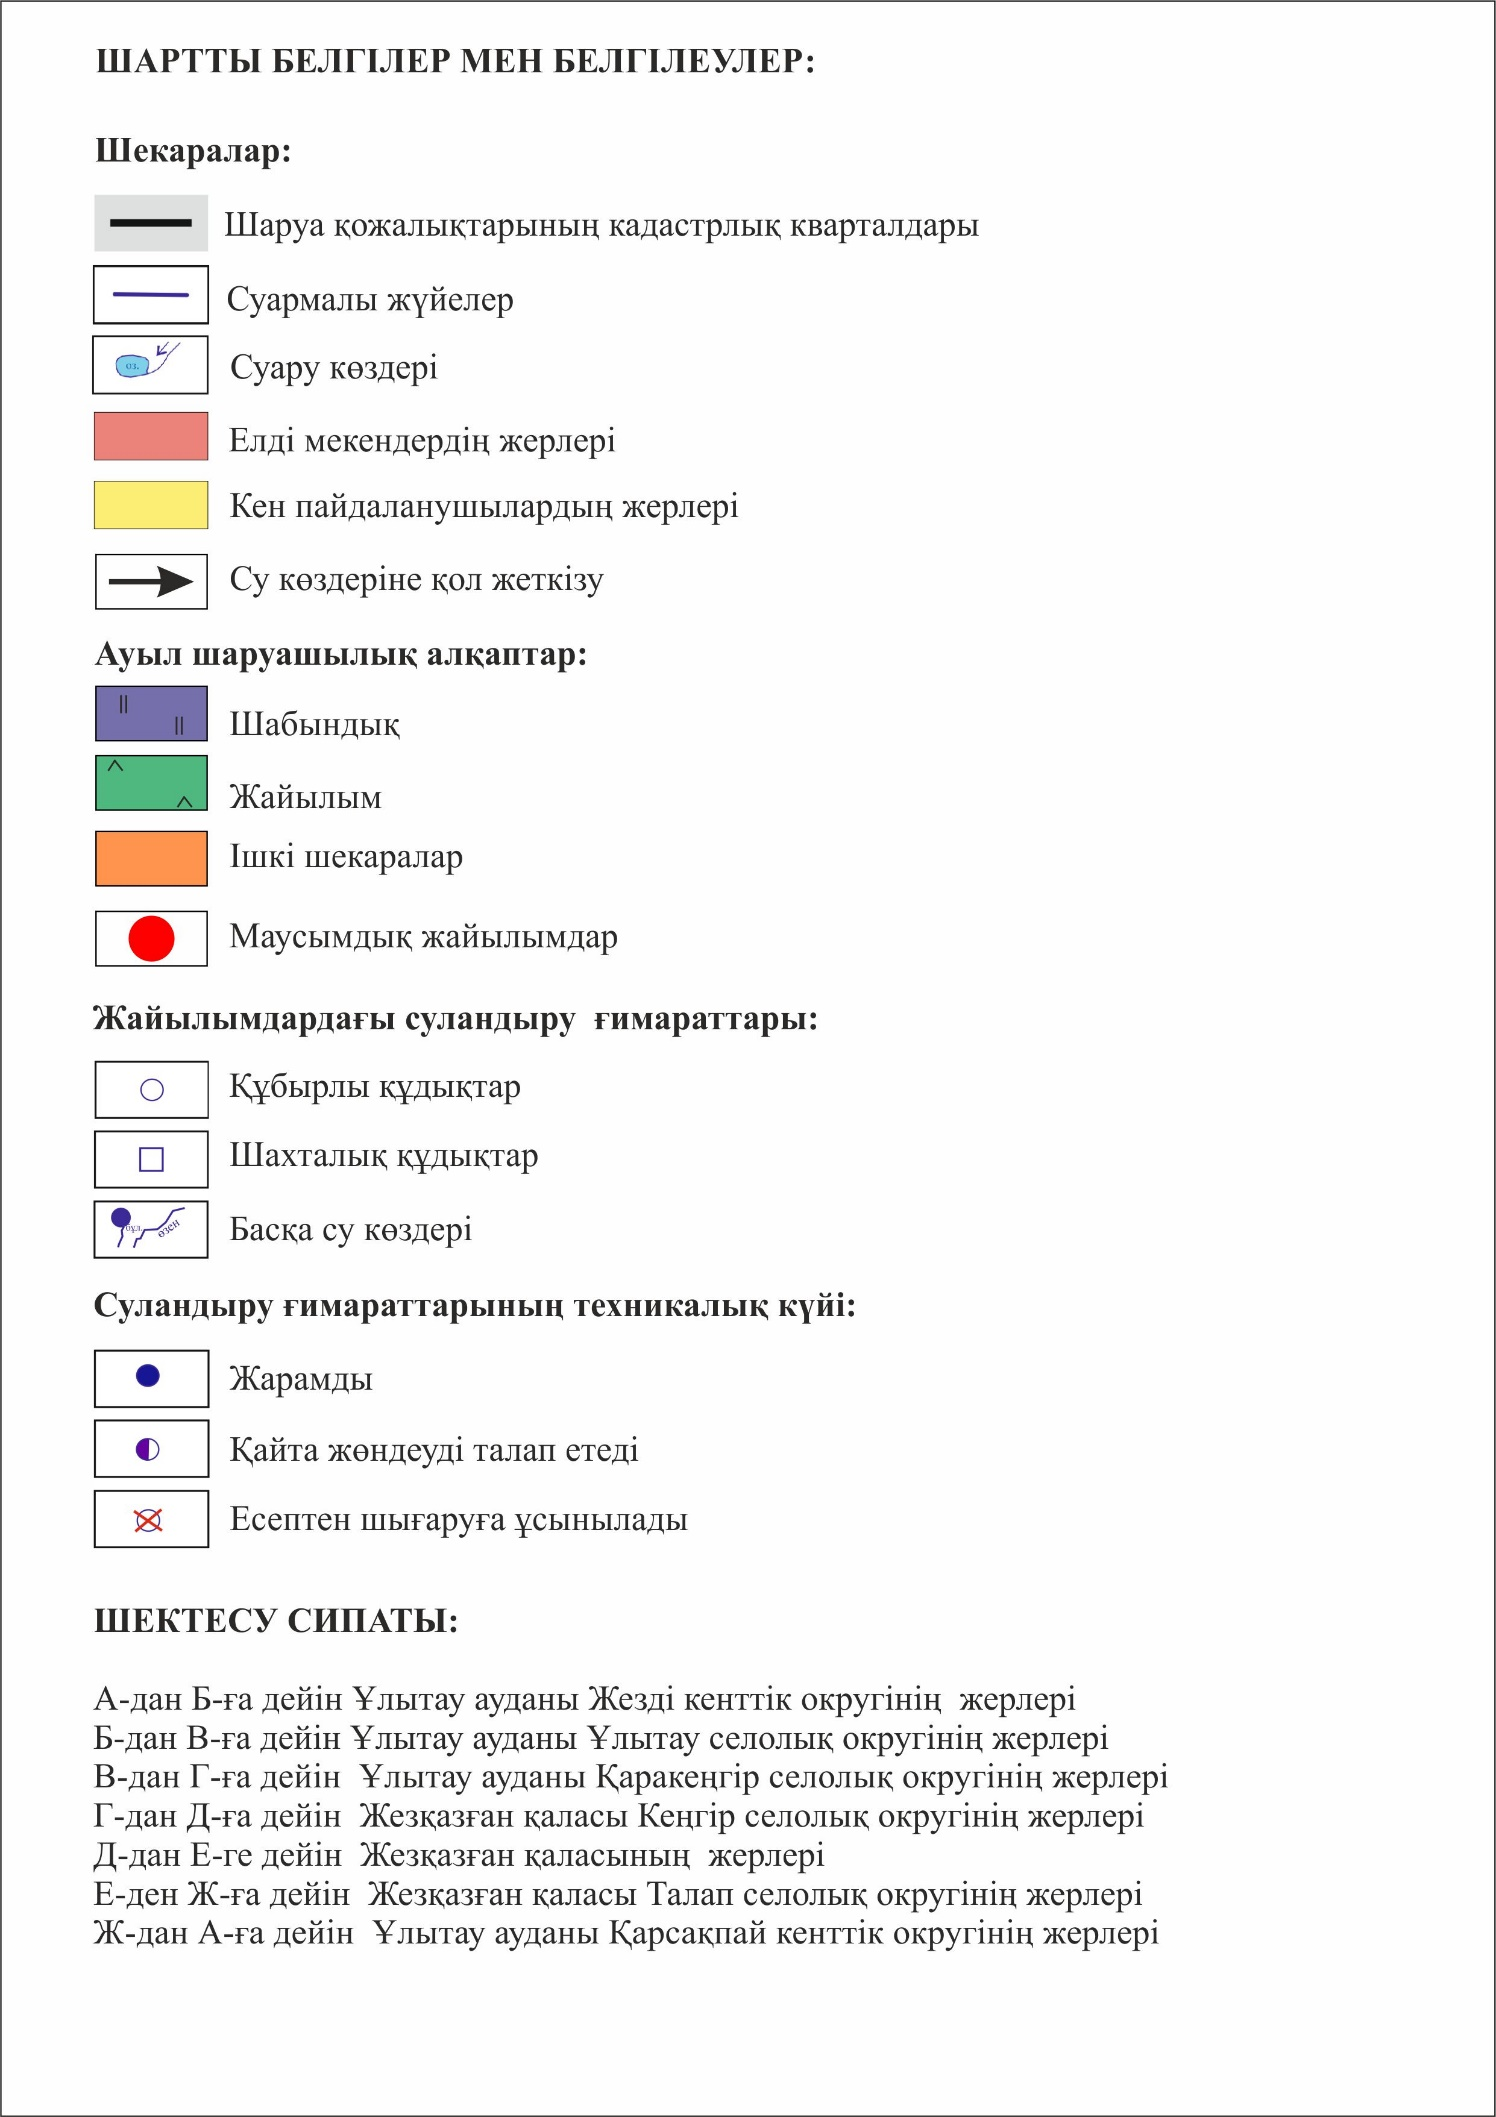 ШАРТТЫ БЕЛГІЛЕР МЕН БЕЛГІЛЕУЛЕР:
Шекаралар:
Шаруа қожалықтарының кадастрлық кварталдары
Суармалы жүйелер
оз.
Суару көздері
Елді мекендердің жерлері
Кен пайдаланушылардың жерлері
Су көздеріне қол жеткізу
Ауыл шаруашылық алқаптар:
Шабындық
Жайылым
Ішкі шекаралар
Маусымдық жайылымдар
Жайылымдардағы суландыру ғимараттары:
Құбырлы құдықтар
Шахталық құдықтар
бұл. өзен
Басқа су көздері
Суландыру ғимараттарының техникалық күйі:
Жарамды
Қайта жөндеуді талап етеді
Есептен шығаруға ұсынылады
ШЕКТЕСУ СИПАТЫ:
А-дан Б-ға дейін Ұлытау ауданы Жезді кенттік округінің жерлері
Б-дан В-ға дейін Ұлытау ауданы Ұлытау селолық округінің жерлері
В-дан Г-ға дейін Ұлытау ауданы Қаракеңгір селолық округінің жерлері
Г-дан Д-ға дейін Жезқазған қаласы Кеңгір селолық округінің жерлері
Д-дан Е-ге дейін Жезқазған қаласының жерлері
Е-ден Ж-ға дейін Жезқазған қаласы Талап селолық округінің жерлері
Ж-дан А-ға дейін Ұлытау ауданы Қарсақпай кенттік округінің жерлері